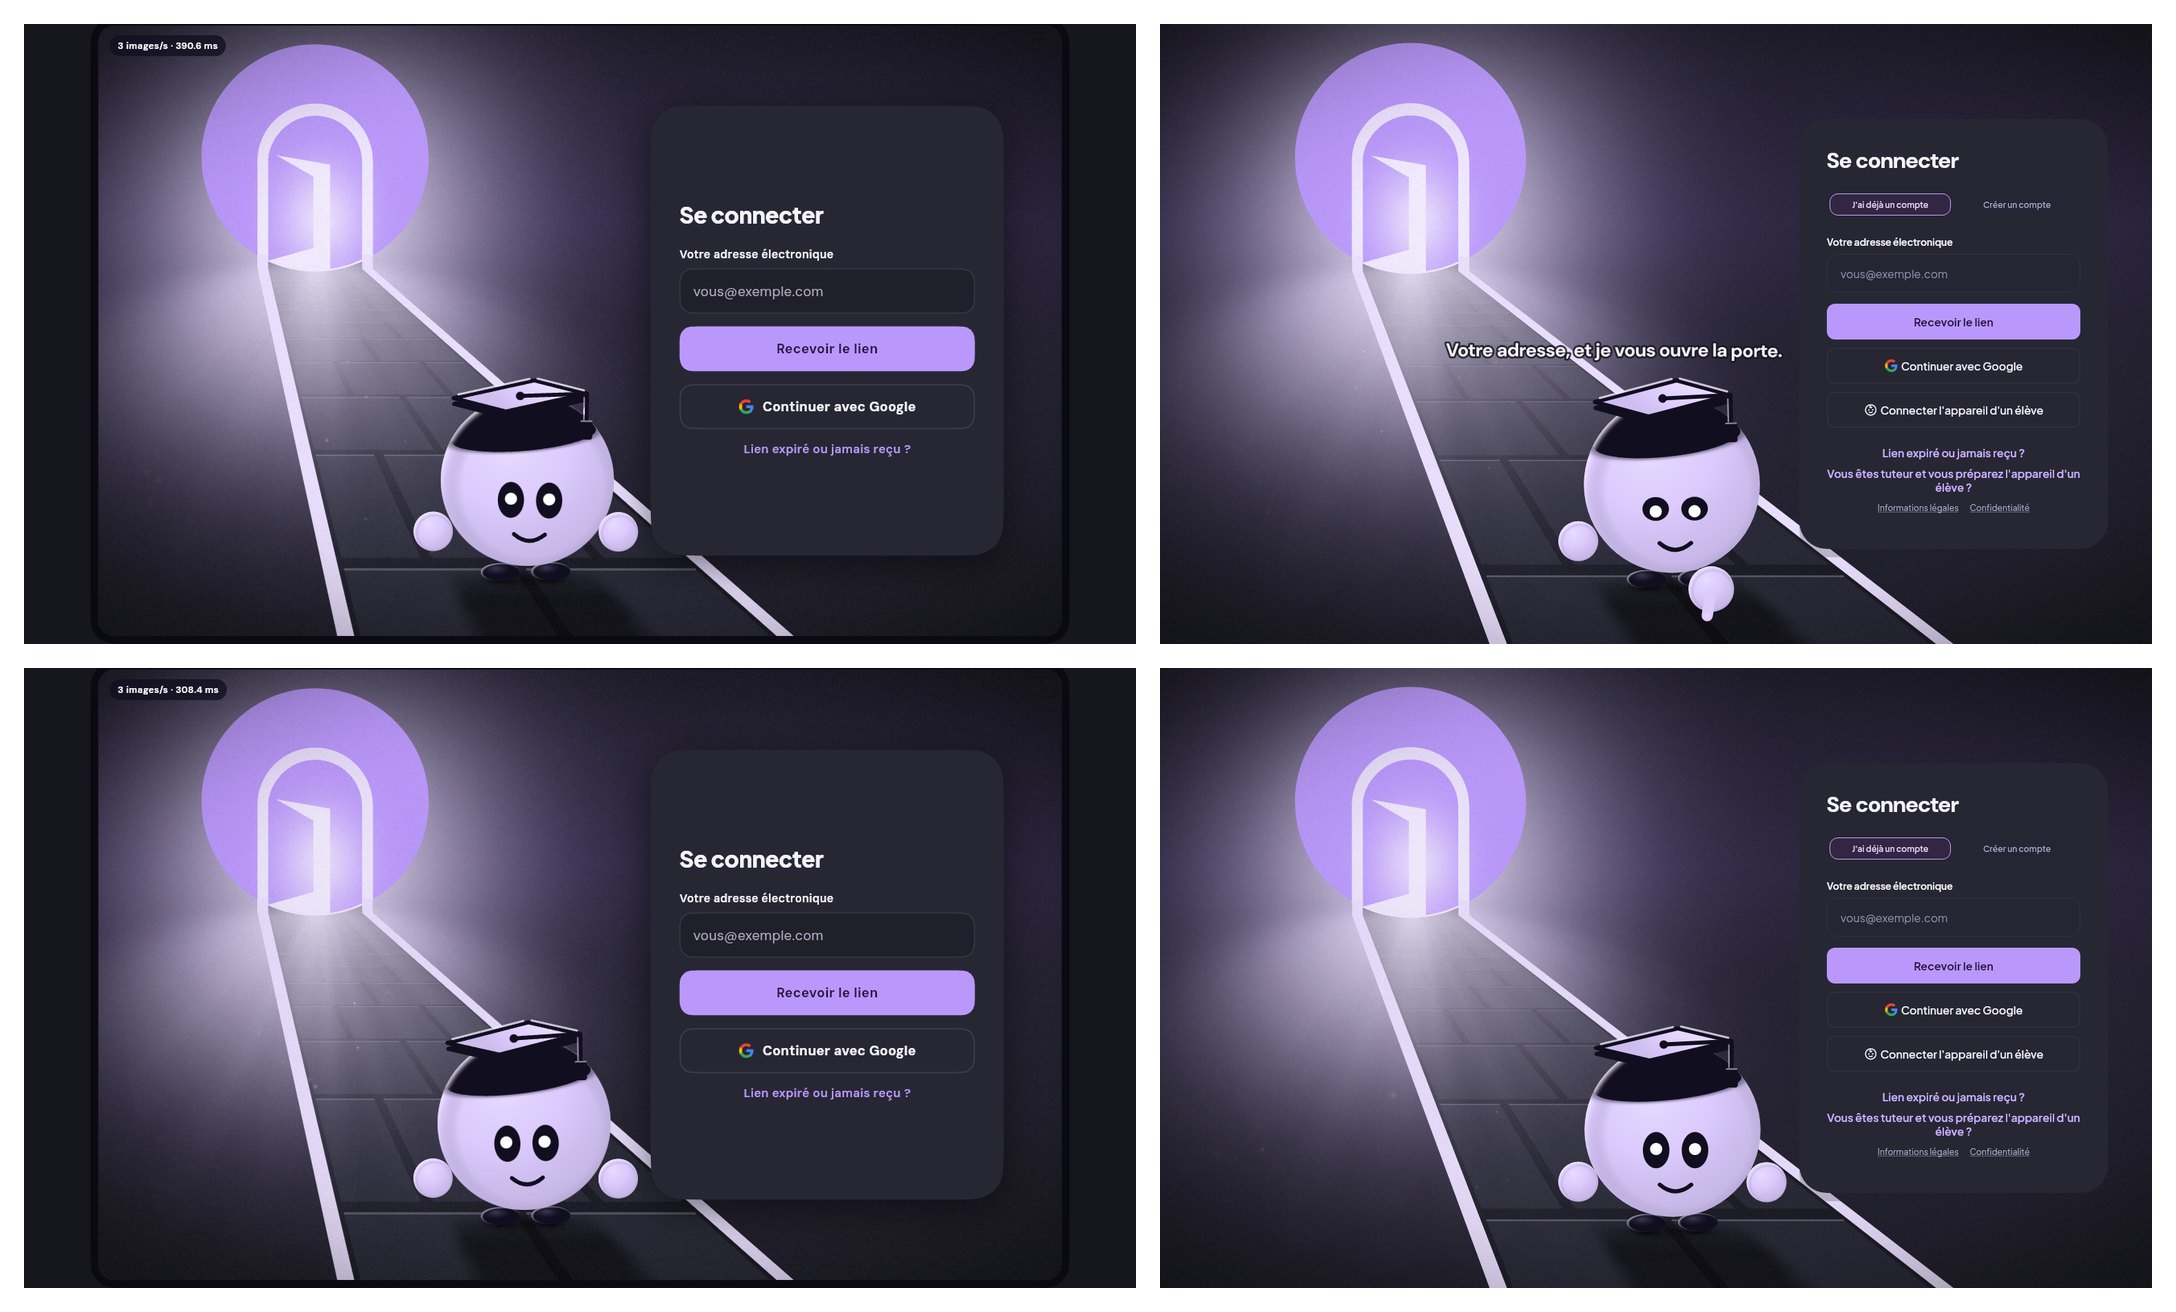 3 images/s · 390.6 ms
Se connecter
Votre adresse électronique
vous@exemple.com
Recevoir le lien
Continuer avec Google
Lien expiré ou jamais reçu ?
Votre adresse, et je vous ouvre la porte.
Se connecter
J'ai déjà un compte
Créer un compte
Votre adresse électronique
vous@exemple.com
Recevoir le lien
Continuer avec Google
Connecter l'appareil d'un élève
Lien expiré ou jamais reçu ?
Vous êtes tuteur et vous préparez l'appareil d'un
élève ?
Informations légales
Confidentialité
3 images/s · 308.4 ms
Se connecter
Votre adresse électronique
vous@exemple.com
Recevoir le lien
Continuer avec Google
Lien expiré ou jamais reçu ?
Se connecter
J'ai déjà un compte
Créer un compte
Votre adresse électronique
vous@exemple.com
Recevoir le lien
Continuer avec Google
Connecter l'appareil d'un élève
Lien expiré ou jamais reçu ?
Vous êtes tuteur et vous préparez l'appareil d'un
élève ?
Informations légales
Confidentialité